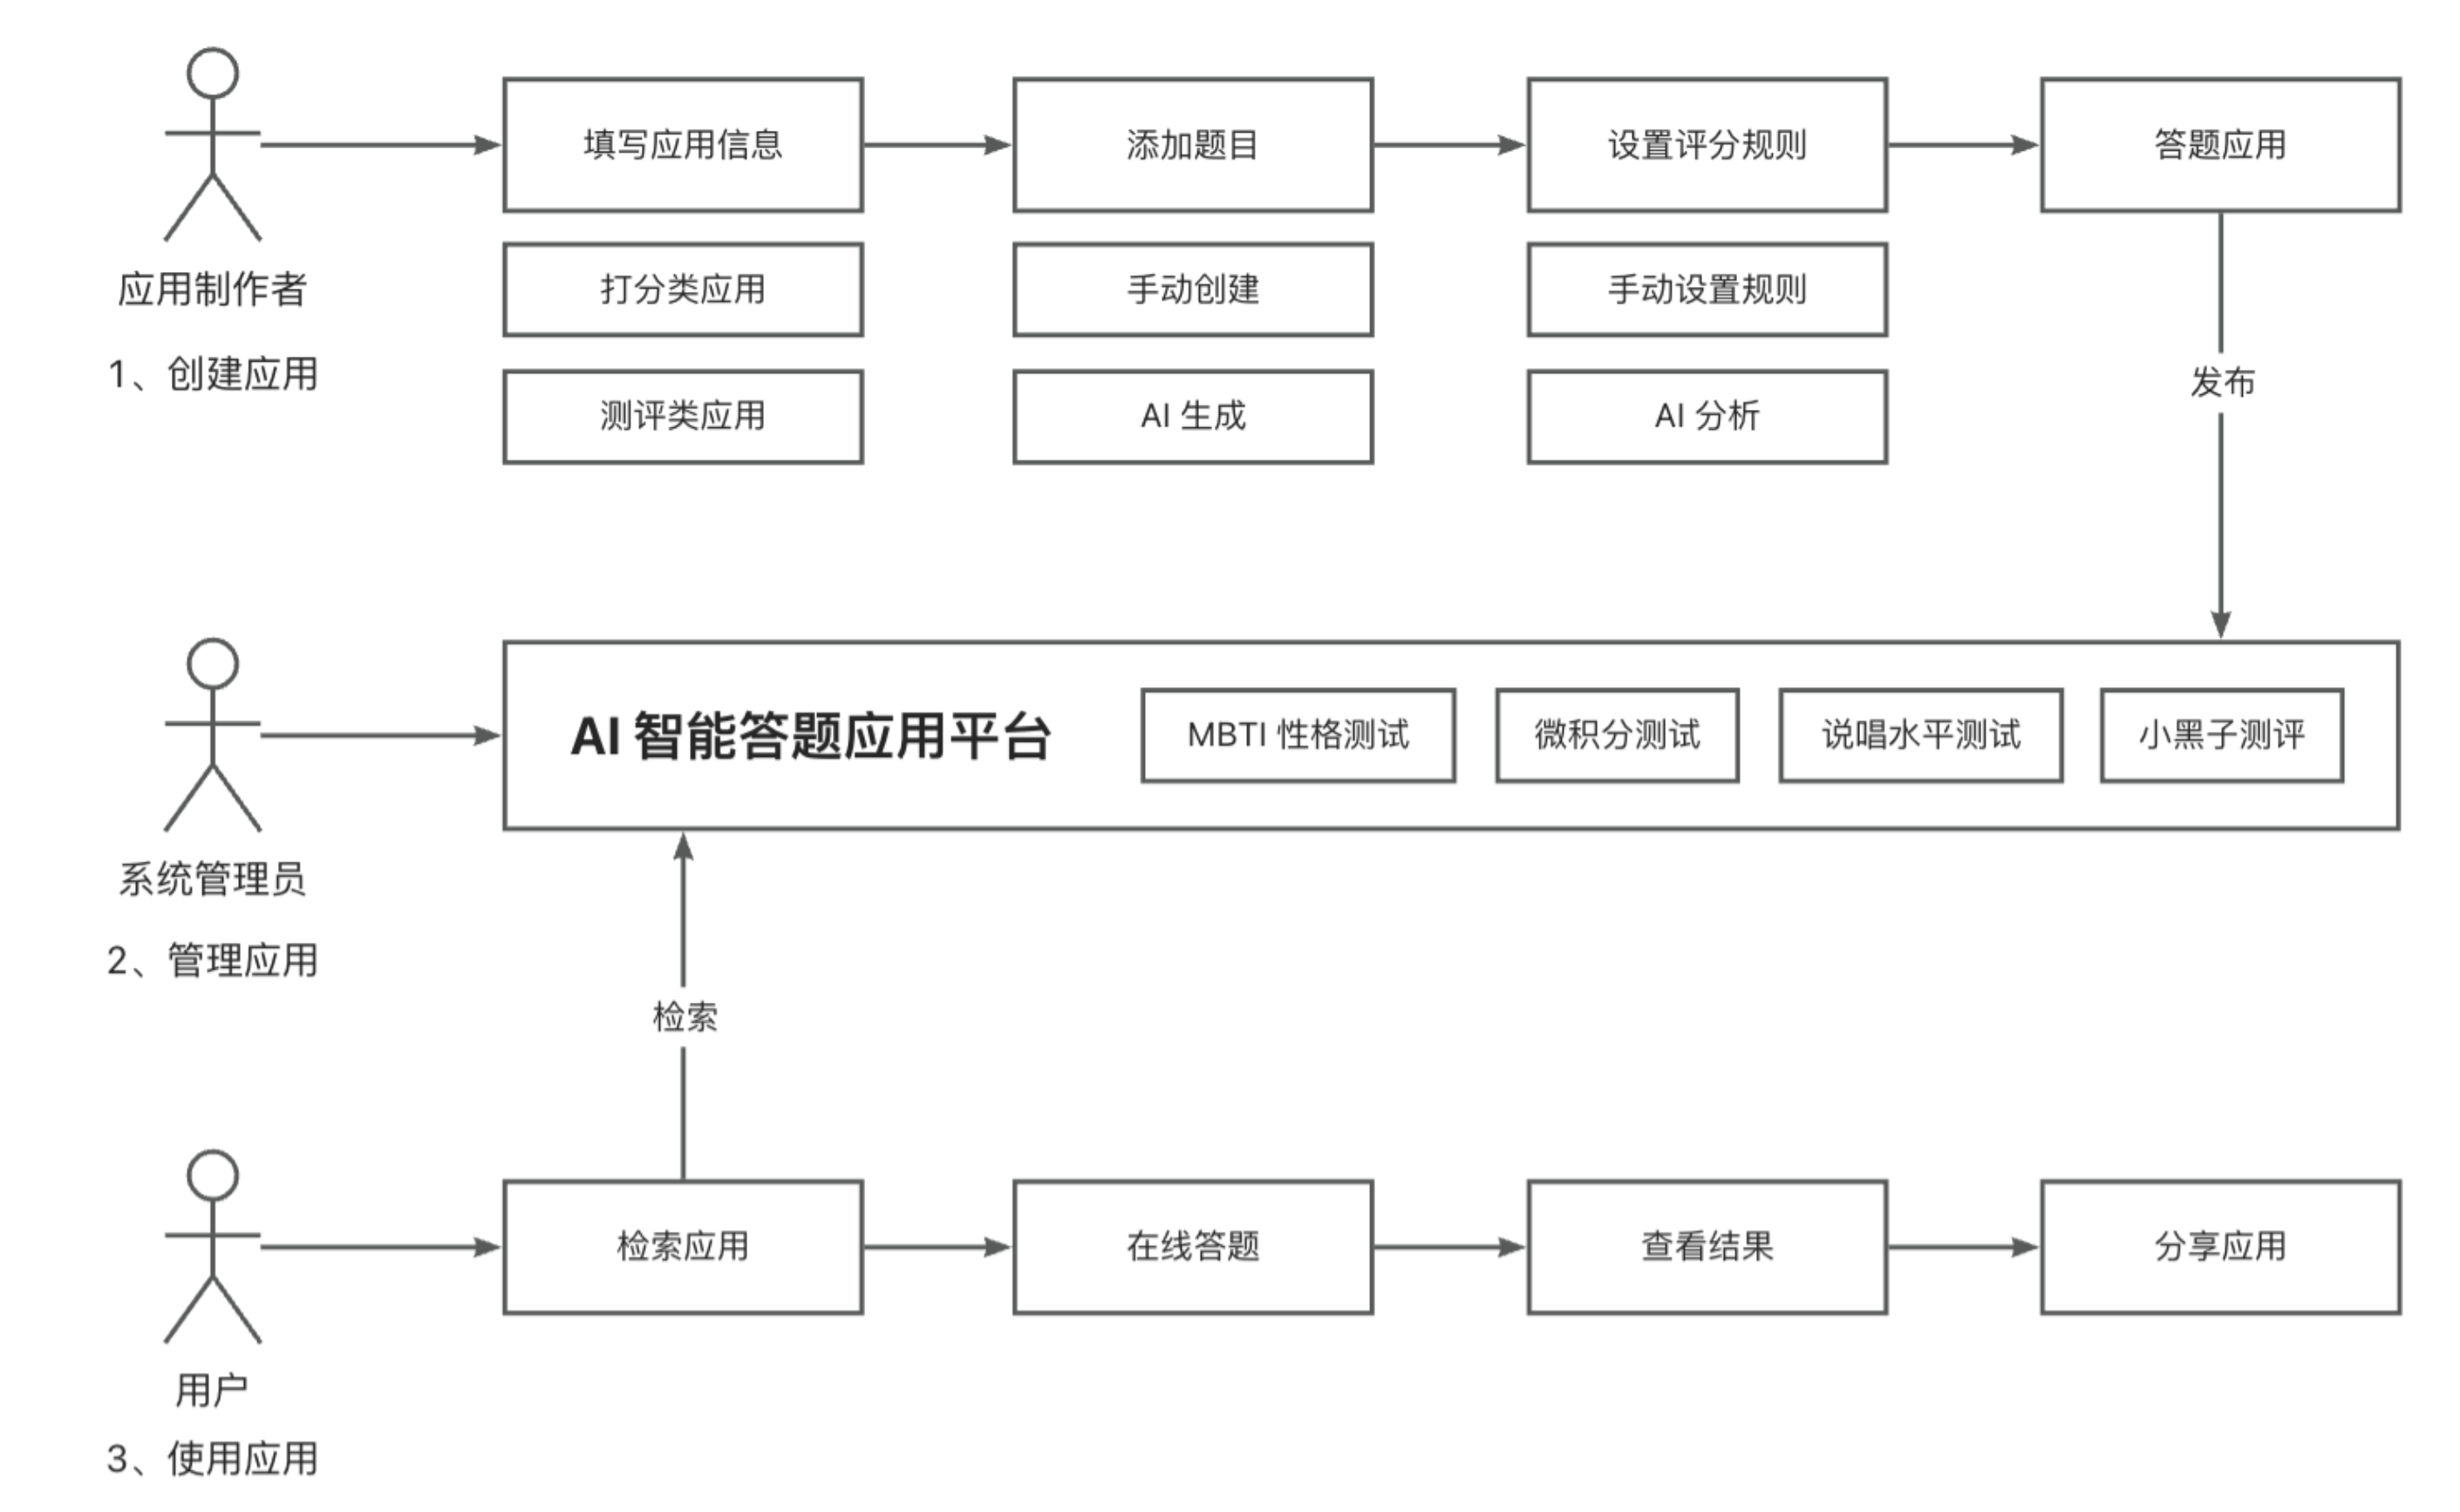 填写应用信息
添加题目
设置评分规则
答题应用
应用制作者
打分类应用
手动创建
手动设置规则
1、创建应用
测评类应用
AI 生成
AI 分析
发布
AI 智能答题应用平台
MBTI 性格测试
微积分测试
说唱水平测试
小黑子测评
系统管理员
2、管理应用
检索
检索应用
在线答题
查看结果
分享应用
用户
3、使用应用